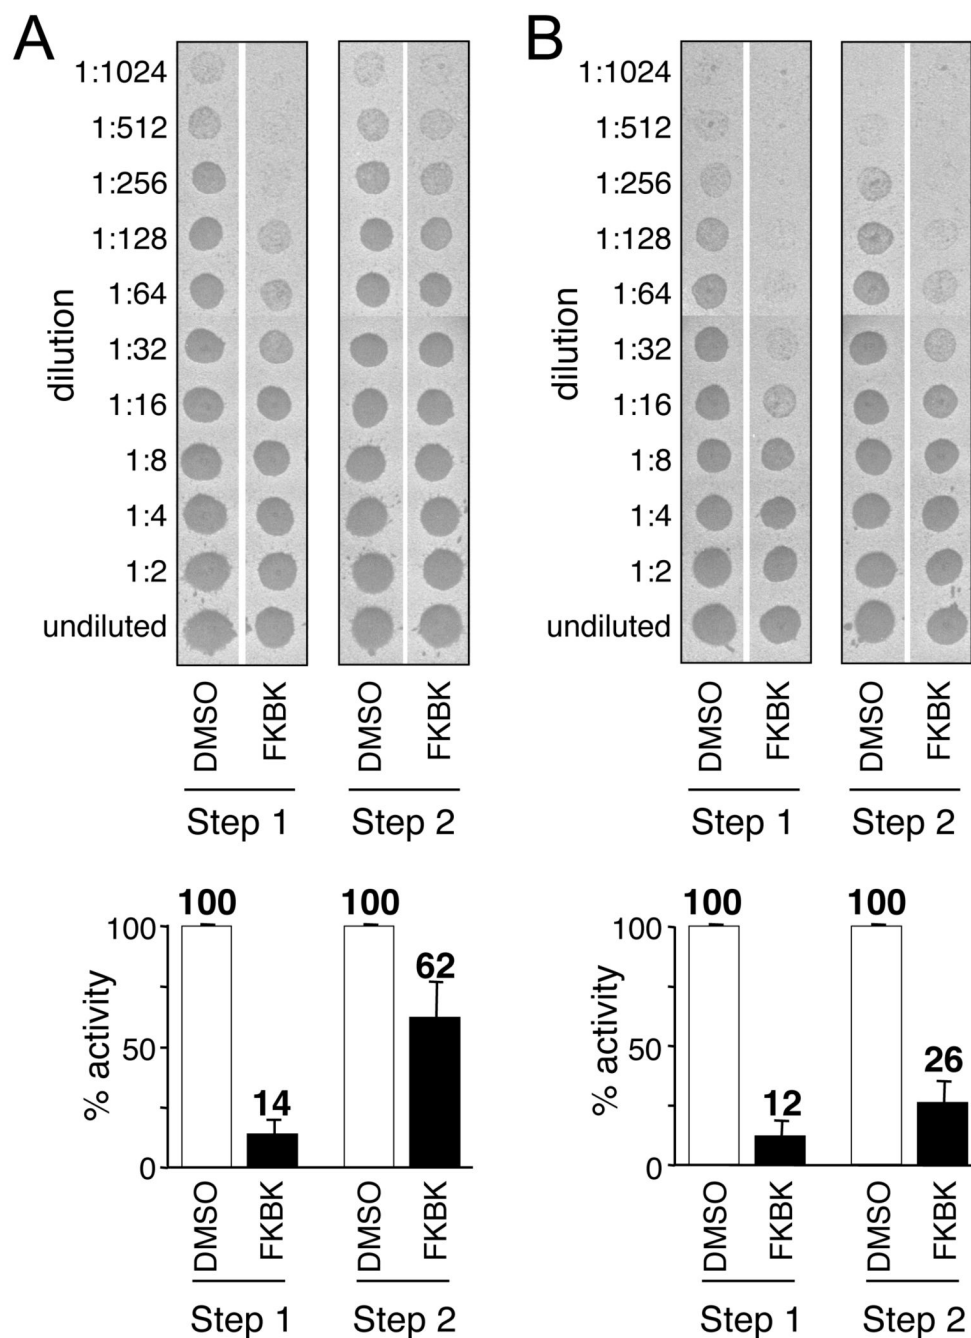 A
1:1024
1:512
1:256
1:128
1:64
1:32
1:16
1:8
1:4
1:2
undiluted
dilution
DMSO
FKBK
DMSO
FKBK
Step 1
Step 2
100
100
62
14
100
50
0
% activity
DMSO
FKBK
DMSO
FKBK
Step 1
Step 2
B
1:1024
1:512
1:256
1:128
1:64
1:32
1:16
1:8
1:4
1:2
undiluted
dilution
DMSO
FKBK
DMSO
FKBK
Step 1
Step 2
100
100
26
12
100
50
0
% activity
DMSO
FKBK
DMSO
FKBK
Step 1
Step 2